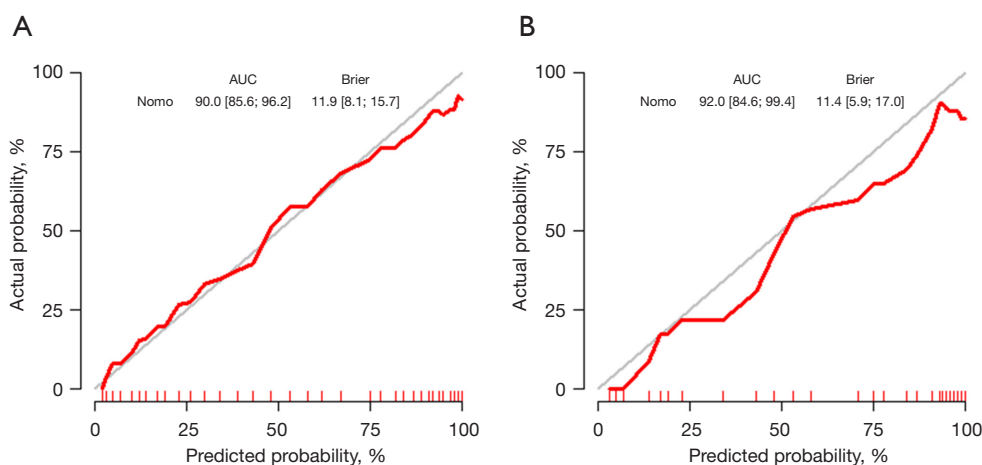 A
AUC Brier
Nomo 90.0 [85.6; 96.2] 11.9 [8.1; 15.7]
Actual probability, %
100
75
50
25
0
0 25 50 75 100
Predicted probability, %
B
AUC Brier
Nomo 92.0 [84.6; 99.4] 11.4 [5.9; 17.0]
Actual probability, %
100
75
50
25
0
0 25 50 75 100
Predicted probability, %